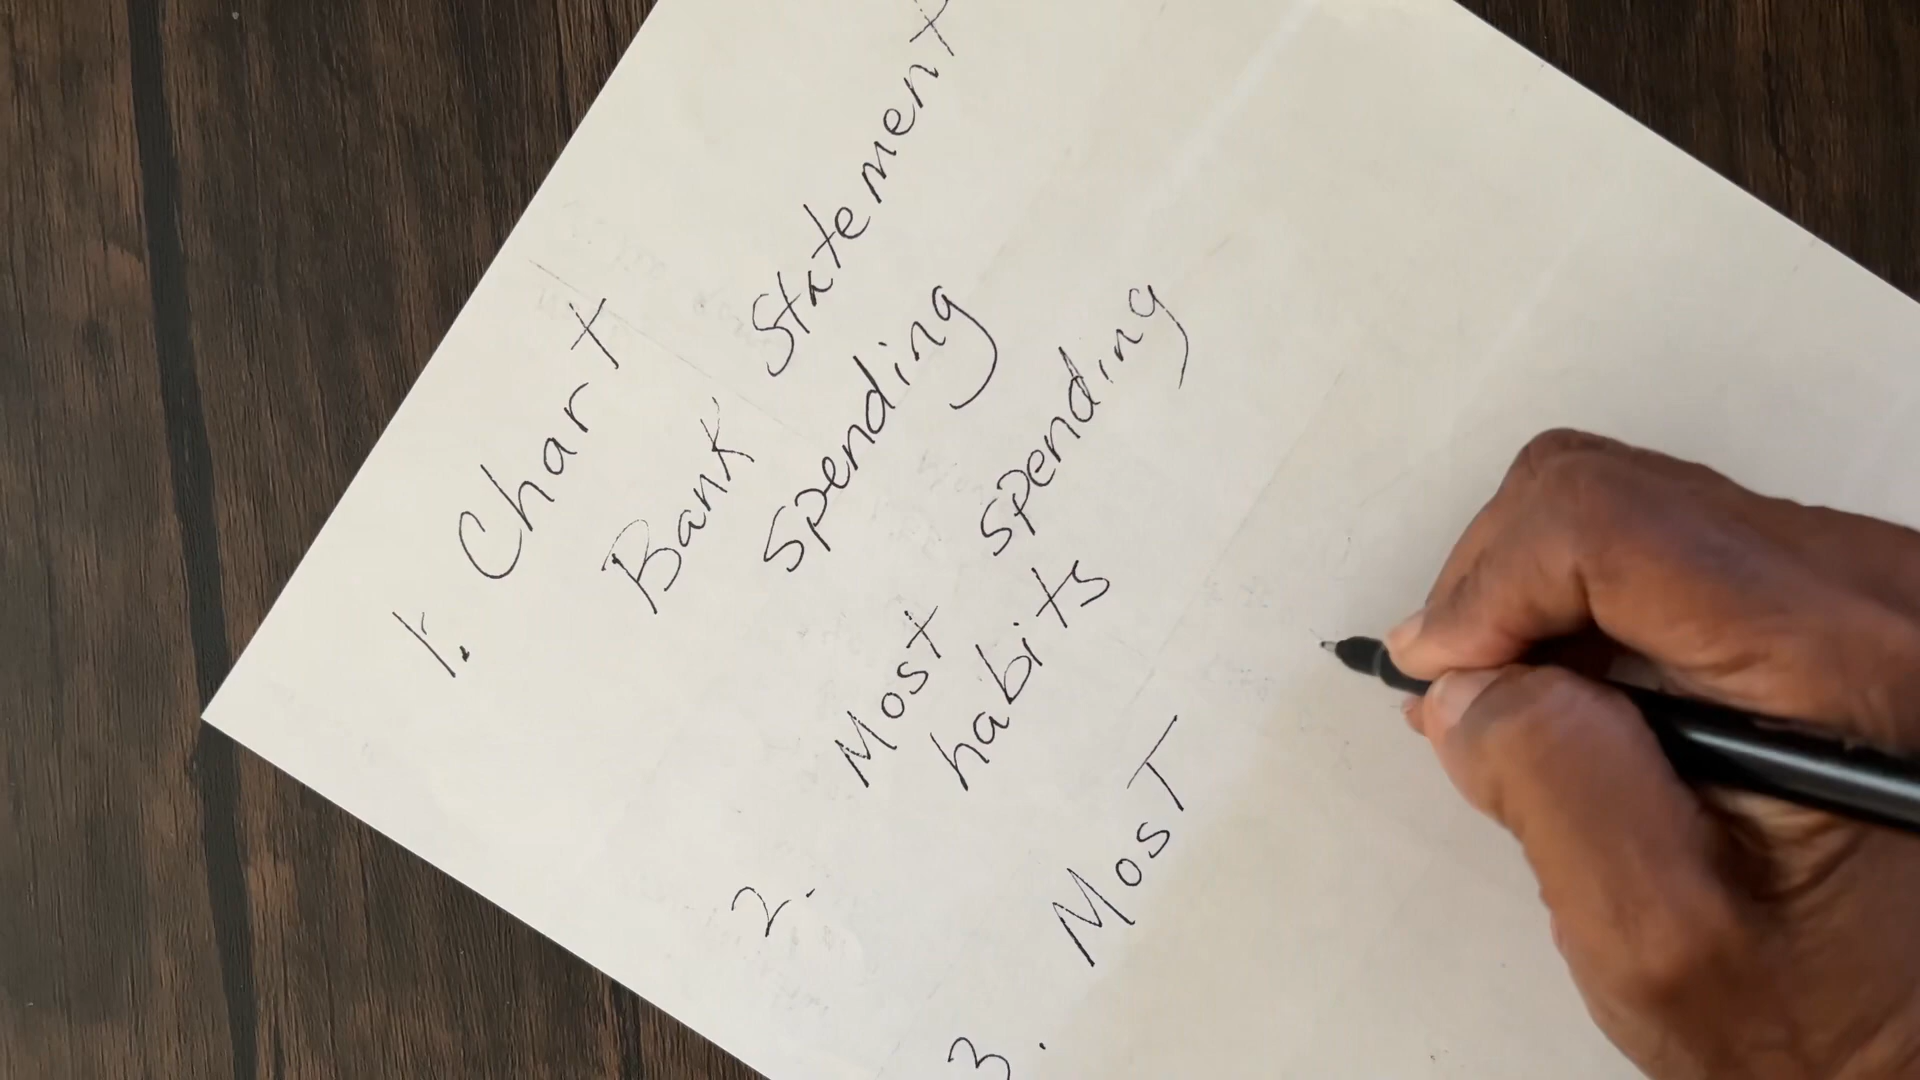 1. Chart
Bank Statement
spending
2. Most spending
habits
3. Most